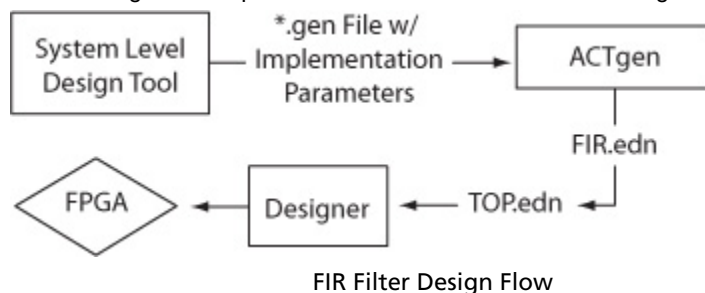 System Level
Design Tool
*.gen File w/
Implementation
Parameters
ACTgen
FIR.edn
TOP.edn
Designer
FPGA
FIR Filter Design Flow